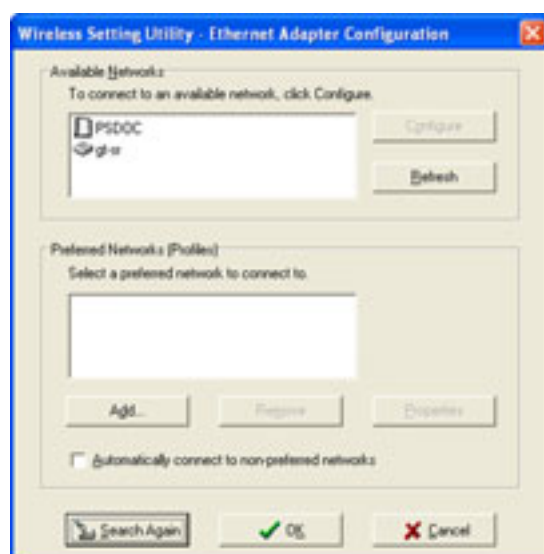 Wireless Setting Utility - Ethernet Adapter Configuration
Available Networks
To connect to an available network, click Configure.
PSDOC
gt-sr
Configure
Refresh
Preferred Networks (Profiles)
Select a preferred network to connect to.
Add...
Remove
Properties
Automatically connect to non-preferred networks
Search Again
OK
Cancel